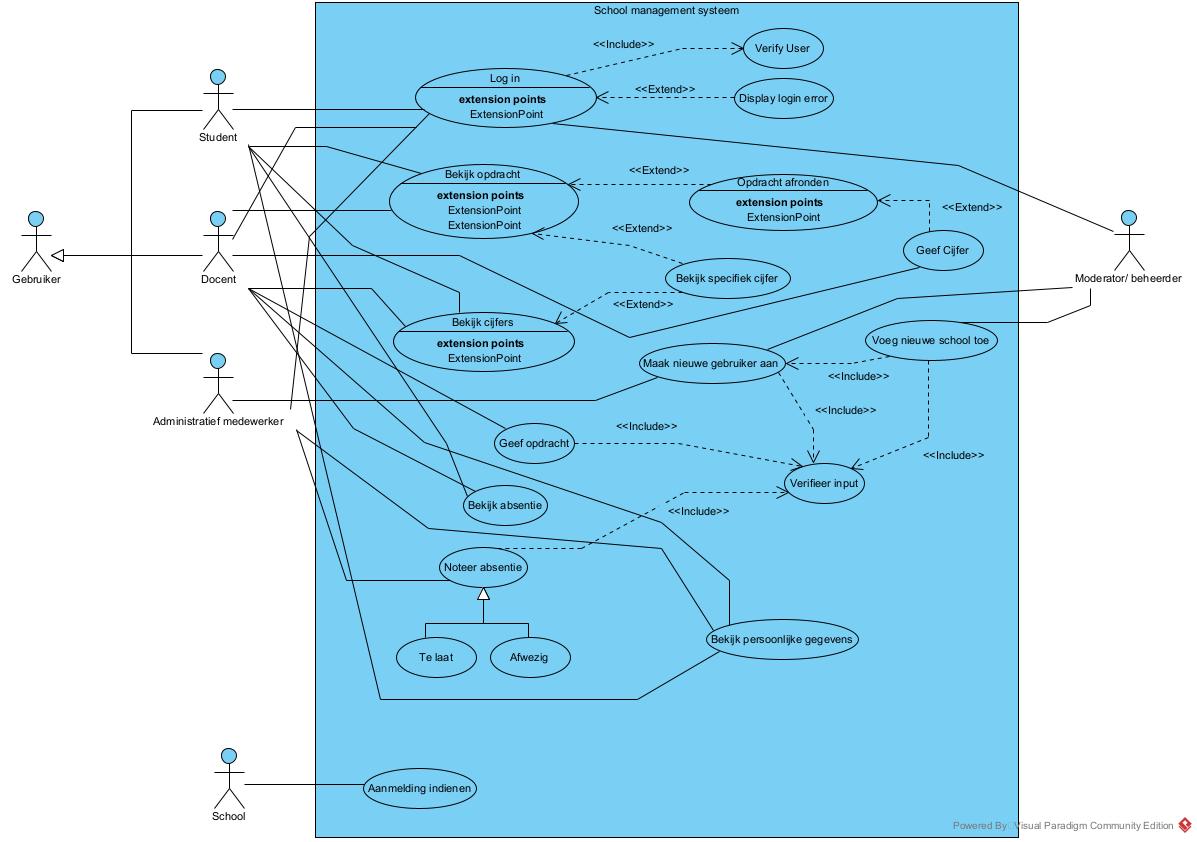 School management systeem
<<Include>>
Verify User
Log in
extension points
ExtensionPoint
<<Extend>>
Display login error
Student
Bekijk opdracht
extension points
ExtensionPoint
ExtensionPoint
<<Extend>>
Opdracht afronden
extension points
ExtensionPoint
<<Extend>>
<<Extend>>
Geef Cijfer
Gebruiker
Docent
Bekijk specifiek cijfer
Moderator/ beheerder
<<Extend>>
Bekijk cijfers
extension points
ExtensionPoint
Voeg nieuwe school toe
Maak nieuwe gebruiker aan
<<Include>>
<<Include>>
Administratief medewerker
<<Include>>
Geef opdracht
<<Include>>
Verifieer input
Bekijk absentie
<<Include>>
Noteer absentie
Bekijk persoonlijke gegevens
Te laat
Afwezig
Aanmelding indienen
School
Powered By Visual Paradigm Community Edition